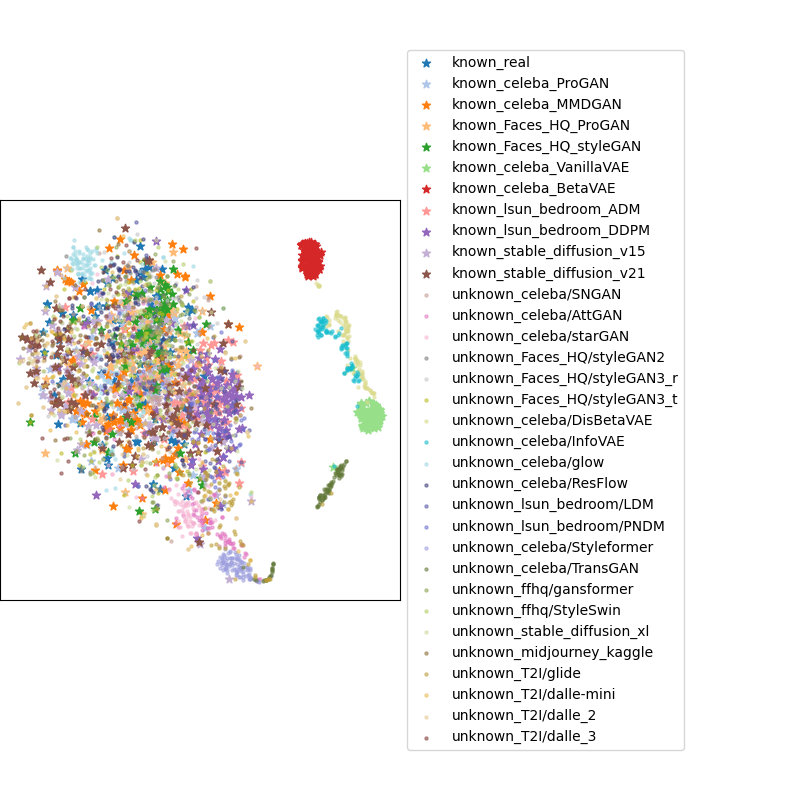 known_real
known_celeba_ProGAN
known_celeba_MMDGAN
known_Faces_HQ_ProGAN
known_Faces_HQ_styleGAN
known_celeba_VanillaVAE
known_celeba_BetaVAE
known_lsun_bedroom_ADM
known_lsun_bedroom_DDPM
known_stable_diffusion_v15
known_stable_diffusion_v21
unknown_celeba/SNGAN
unknown_celeba/AttGAN
unknown_celeba/starGAN
unknown_Faces_HQ/styleGAN2
unknown_Faces_HQ/styleGAN3_r
unknown_Faces_HQ/styleGAN3_t
unknown_celeba/DisBetaVAE
unknown_celeba/InfoVAE
unknown_celeba/glow
unknown_celeba/ResFlow
unknown_lsun_bedroom/LDM
unknown_lsun_bedroom/PNDM
unknown_celeba/Styleformer
unknown_celeba/TransGAN
unknown_ffhq/gansformer
unknown_ffhq/StyleSwin
unknown_stable_diffusion_xl
unknown_midjourney_kaggle
unknown_T2I/glide
unknown_T2I/dalle-mini
unknown_T2I/dalle_2
unknown_T2I/dalle_3